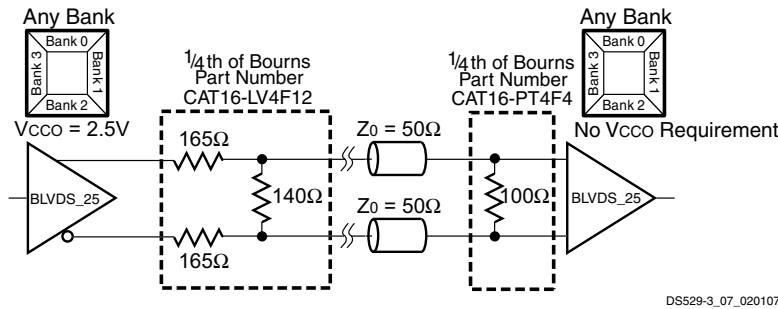 Any Bank
Bank 0
Bank 3
Bank 1
Bank 2
VCCO = 2.5V
1/4th of Bourns
Part Number
CAT16-LV4F12
165Ω
140Ω
165Ω
BLVDS_25
Z0 = 50Ω
Z0 = 50Ω
1/4th of Bourns
Part Number
CAT16-PT4F4
100Ω
Any Bank
Bank 0
Bank 3
Bank 1
Bank 2
No VCCO Requirement
BLVDS_25
DS529-3_07_020107